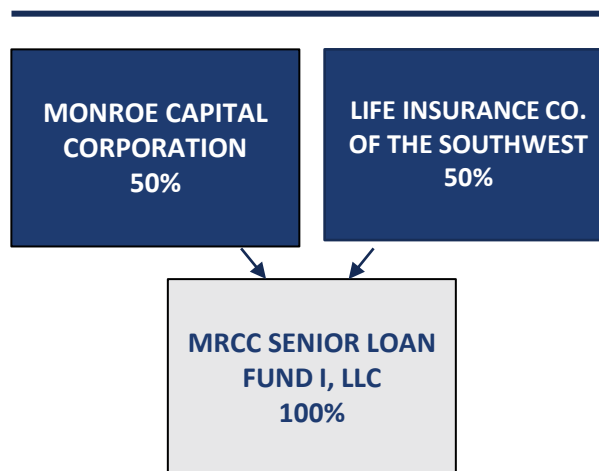 MONROE CAPITAL
CORPORATION
50%
LIFE INSURANCE CO.
OF THE SOUTHWEST
50%
MRCC SENIOR LOAN
FUND I, LLC
100%